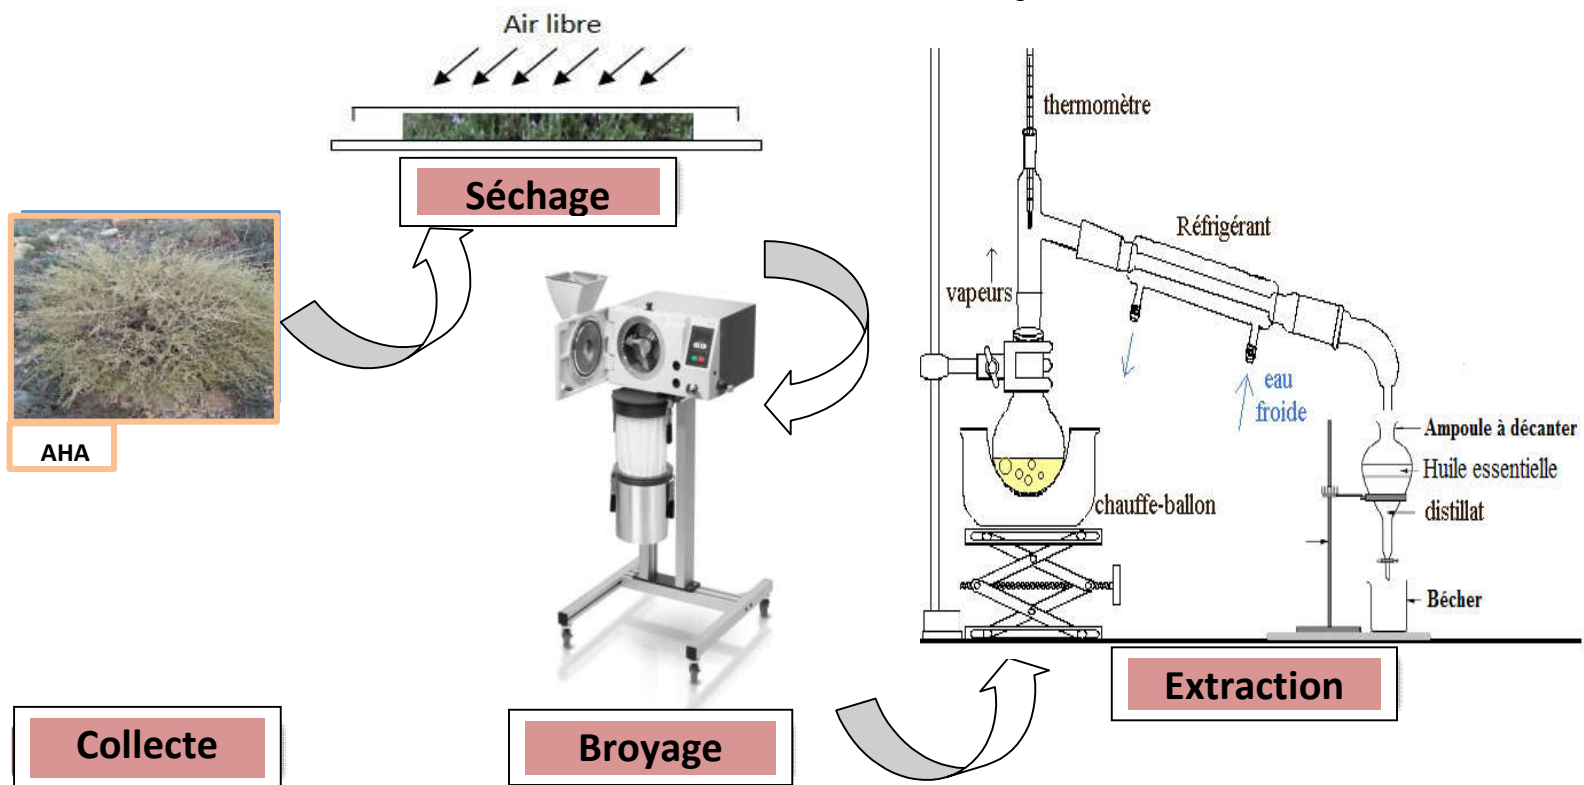 Air libre
Séchage
AHA
Collecte
Broyage
thermomètre
Réfrigérant
vapeurs
eau
froide
Ampoule à décanter
Huile essentielle
chauffe-ballon
distillat
Bécher
Extraction